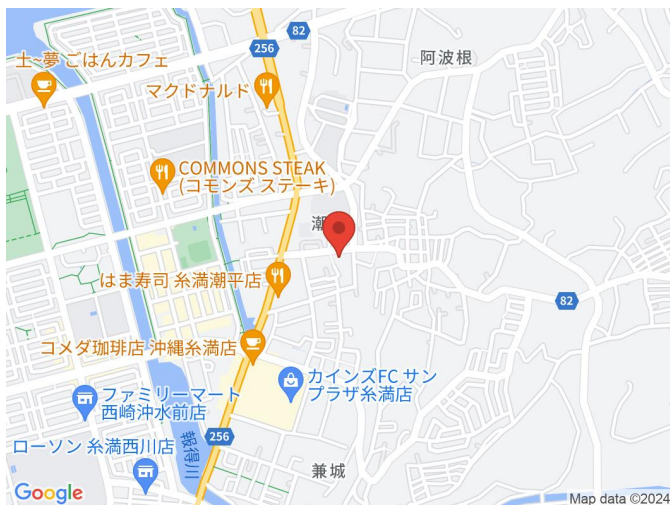 82
256
阿波根
土~夢 ごはんカフェ
マクドナルド
COMMONS STEAK
(コモンズ ステーキ)
潮
はま寿司 糸満潮平店
82
コメダ珈琲店 沖縄糸満店
カインズFC サン
プラザ糸満店
ファミリーマート
西崎沖水前店
256
報得川
ローソン 糸満西川店
兼城
Google
Map data ©2024